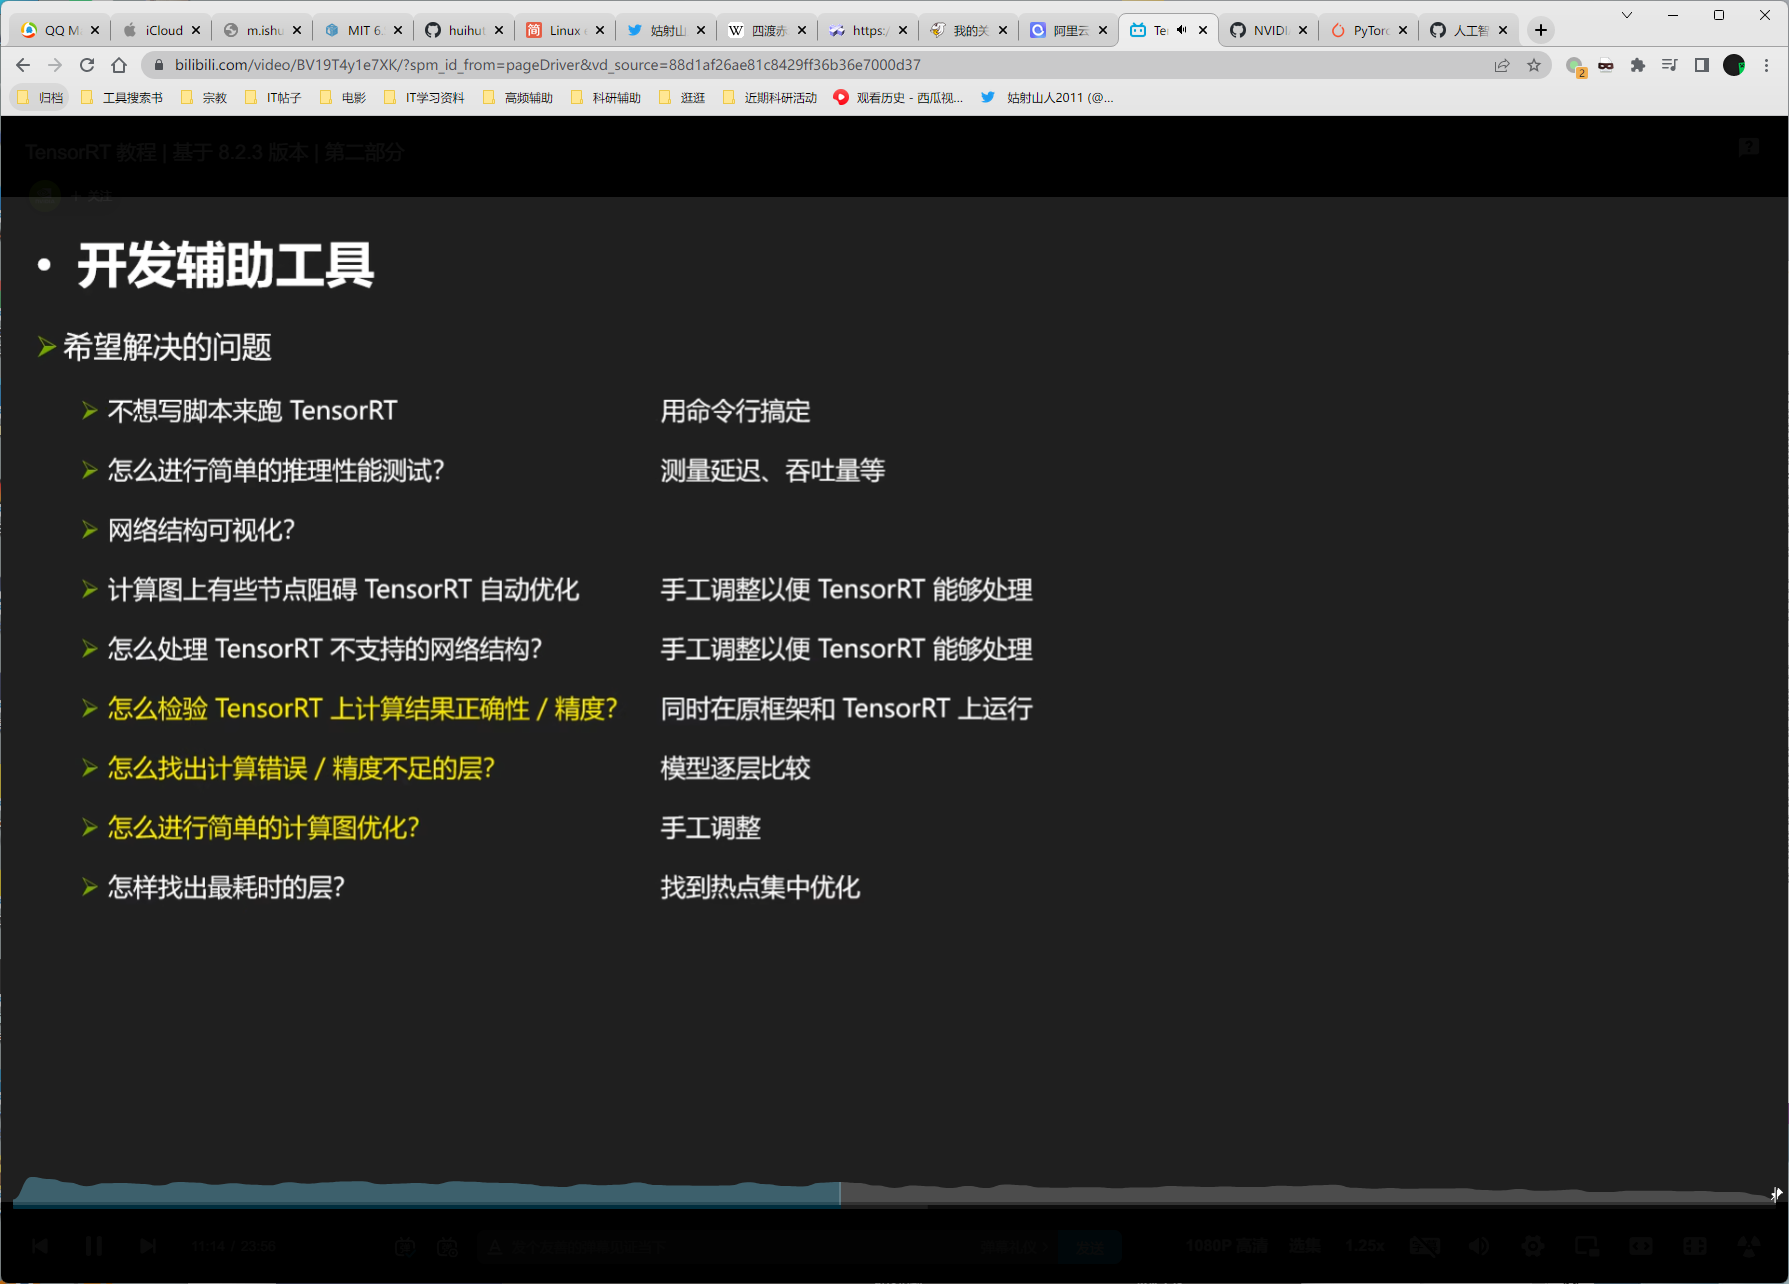 QQ M
iCloud
m.ishu
MIT 6.
huihut
Linux
姑射山
四渡赤
https:/
我的关
阿里云
Te
NVIDI
PyTorc
人工智
bilibili.com/video/BV19T4y1e7XK/?spm_id_from=pageDriver&vd_source=88d1af26ae81c8429ff36b36e7000d37
2
归档
工具搜索书
宗教
IT帖子
电影
IT学习资料
高频辅助
科研辅助
逛逛
近期科研活动
观看历史 - 西瓜视...
姑射山人2011 (@...
TensorRT 教程 | 基于 8.2.3 版本 | 第二部分
+ 关注
• 开发辅助工具
希望解决的问题
不想写脚本来跑 TensorRT 用命令行搞定
怎么进行简单的推理性能测试? 测量延迟、吞吐量等
网络结构可视化?
计算图上有些节点阻碍 TensorRT 自动优化 手工调整以便 TensorRT 能够处理
怎么处理 TensorRT 不支持的网络结构? 手工调整以便 TensorRT 能够处理
怎么检验 TensorRT 上计算结果正确性 / 精度? 同时在原框架和 TensorRT 上运行
怎么找出计算错误 / 精度不足的层? 模型逐层比较
怎么进行简单的计算图优化? 手工调整
怎样找出最耗时的层? 找到热点集中优化
11:14 / 23:56
1080P 高清 选集 1.25x